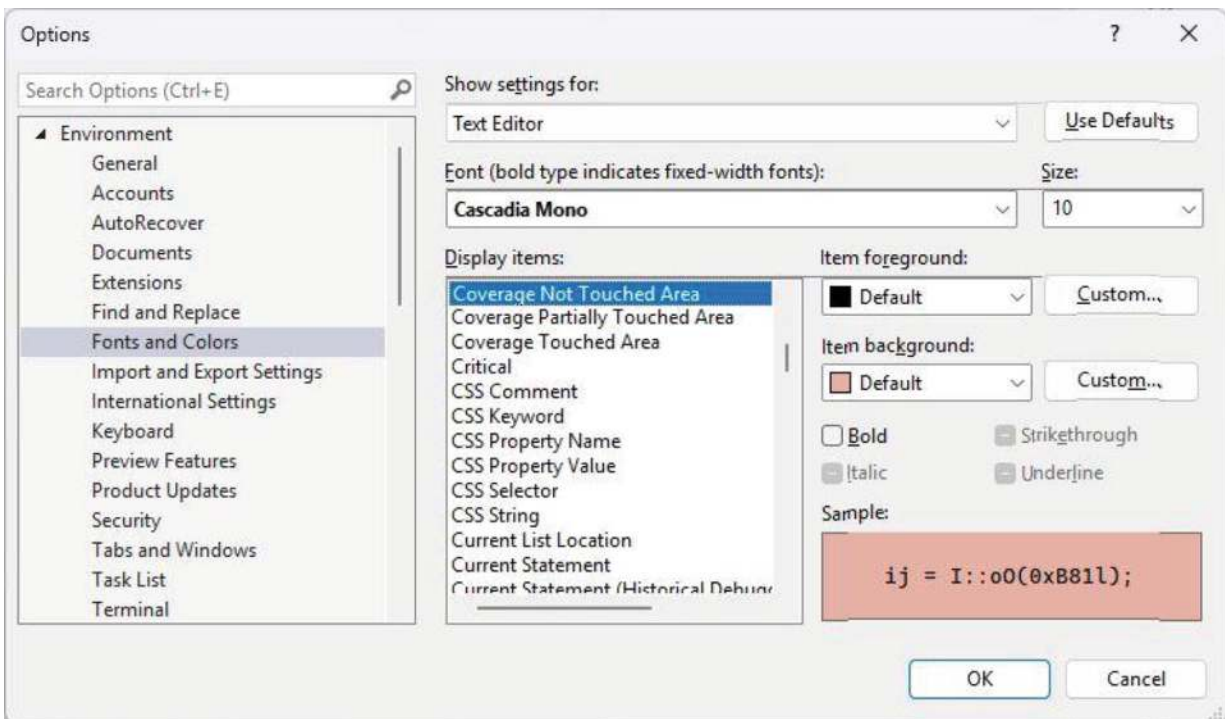 Options
?
Search Options (Ctrl+E)
Environment
General
Accounts
AutoRecover
Documents
Extensions
Find and Replace
Fonts and Colors
Import and Export Settings
International Settings
Keyboard
Preview Features
Product Updates
Security
Tabs and Windows
Task List
Terminal
Show settings for:
Text Editor
Use Defaults
Font (bold type indicates fixed-width fonts):
Size:
Cascadia Mono
10
Display items:
Coverage Not Touched Area
Coverage Partially Touched Area
Coverage Touched Area
Critical
CSS Comment
CSS Keyword
CSS Property Name
CSS Property Value
CSS Selector
CSS String
Current List Location
Current Statement
Current Statement (Historical
Item foreground:
Default
Custom...
Item background:
Default
Custom...
Bold
Strikethrough
Italic
Underline
Sample:
ij = I::oO(0xB81l);
OK
Cancel